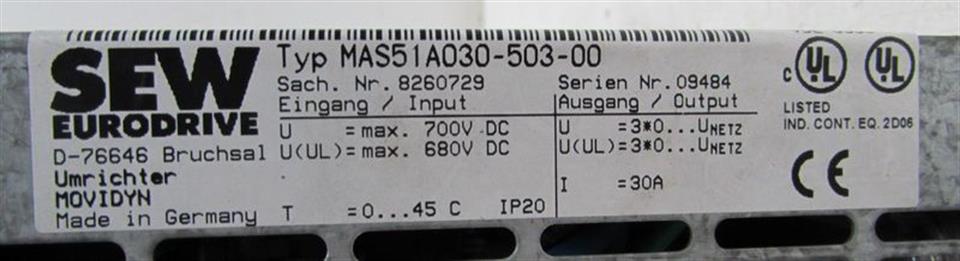 SEW
EURODRIVE
D-76646 Bruchsal
Umrichter
MOVIDYN
Made in Germany
Typ MAS51A030-503-00
Sach. Nr. 8260729
Serien Nr. 09484
Eingang / Input
Ausgang / Output
U =max. 700V DC
U =3*0...UNETZ
U(UL)=max. 680V DC
U(UL)=3*0...UNETZ
I =30A
T =0...45 C IP20
C UL UL
LISTED
IND. CONT. EQ. 2D06
CE